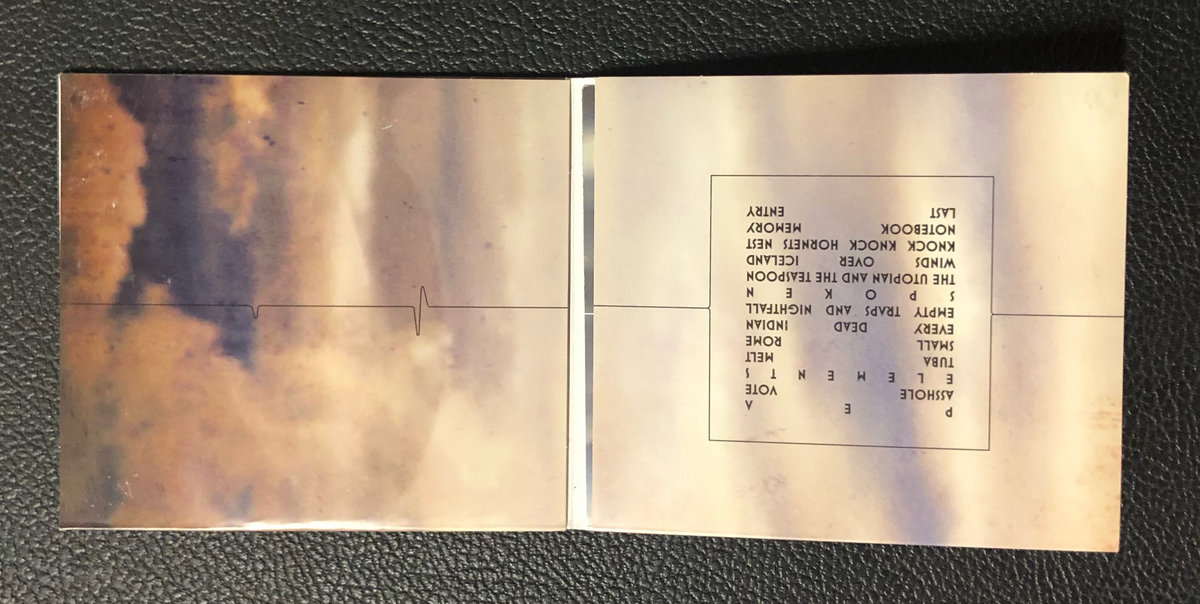 P E A
ASSHOLE VOTE
E L E M E N T S
TUBA MELT
SMALL ROME
EVERY DEAD INDIAN
EMPTY TRAPS AND NIGHTFALL
S P O K E N
THE UTOPIAN AND THE TEASPOON
WINDS OVER ICELAND
KNOCK KNOCK HORNETS NEST
NOTEBOOK MEMORY
LAST ENTRY